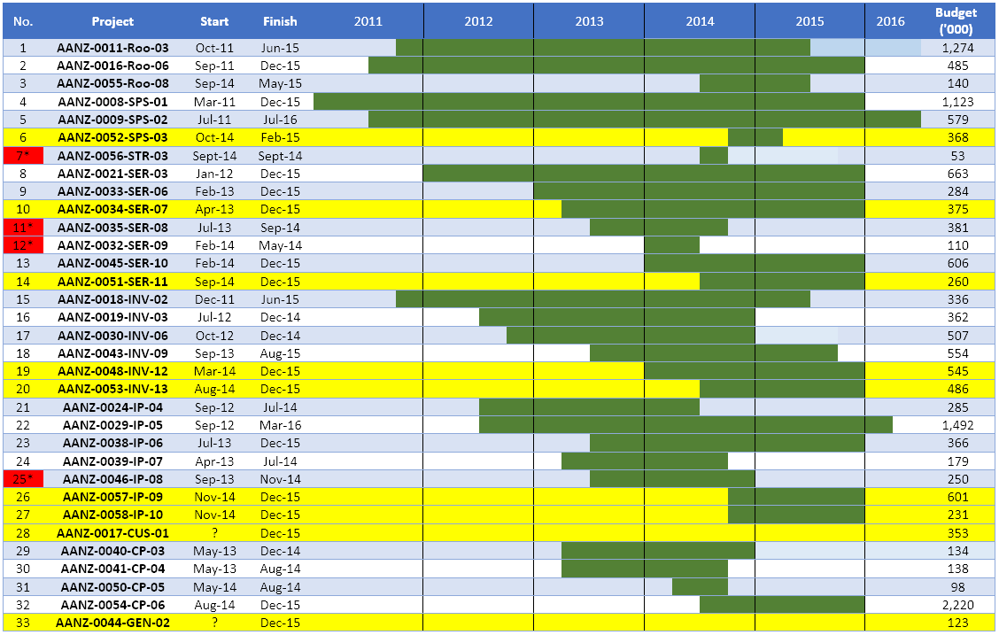 No. Project Start Finish 2011 2012 2013 2014 2015 2016 Budget ('000)
1 AANZ-0011-Roo-03 Oct-11 Jun-15 1,274
2 AANZ-0016-Roo-06 Sep-11 Dec-15 485
3 AANZ-0055-Roo-08 Sep-14 May-15 140
4 AANZ-0008-SPS-01 Mar-11 Dec-15 1,123
5 AANZ-0009-SPS-02 Jul-11 Jul-16 579
6 AANZ-0052-SPS-03 Oct-14 Feb-15 368
7* AANZ-0056-STR-03 Sept-14 Sept-14 53
8 AANZ-0021-SER-03 Jan-12 Dec-15 663
9 AANZ-0033-SER-06 Feb-13 Dec-15 284
10 AANZ-0034-SER-07 Apr-13 Dec-15 375
11* AANZ-0035-SER-08 Jul-13 Sep-14 381
12* AANZ-0032-SER-09 Feb-14 May-14 110
13 AANZ-0045-SER-10 Feb-14 Dec-15 606
14 AANZ-0051-SER-11 Sep-14 Dec-15 260
15 AANZ-0018-INV-02 Dec-11 Jun-15 336
16 AANZ-0019-INV-03 Jul-12 Dec-14 362
17 AANZ-0030-INV-06 Oct-12 Dec-14 507
18 AANZ-0043-INV-09 Sep-13 Aug-15 554
19 AANZ-0048-INV-12 Mar-14 Dec-15 545
20 AANZ-0053-INV-13 Aug-14 Dec-15 486
21 AANZ-0024-IP-04 Sep-12 Jul-14 285
22 AANZ-0029-IP-05 Sep-12 Mar-16 1,492
23 AANZ-0038-IP-06 Jul-13 Dec-15 366
24 AANZ-0039-IP-07 Apr-13 Jul-14 179
25* AANZ-0046-IP-08 Sep-13 Nov-14 250
26 AANZ-0057-IP-09 Nov-14 Dec-15 601
27 AANZ-0058-IP-10 Nov-14 Dec-15 231
28 AANZ-0017-CUS-01 ? Dec-15 353
29 AANZ-0040-CP-03 May-13 Dec-14 134
30 AANZ-0041-CP-04 May-13 Aug-14 138
31 AANZ-0050-CP-05 May-14 Aug-14 98
32 AANZ-0054-CP-06 Aug-14 Dec-15 2,220
33 AANZ-0044-GEN-02 ? Dec-15 123